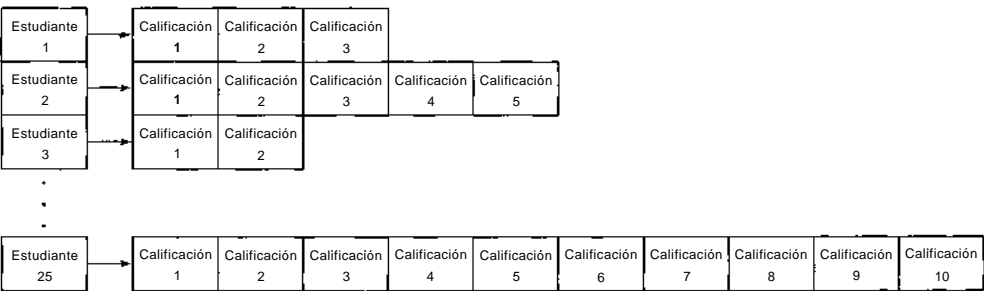 Estudiante Calificación Calificación Calificación
1 1 2 3
Estudiante Calificación Calificación Calificación Calificación Calificación
2 1 2 3 4 5
Estudiante Calificación Calificación
3 1 2
Estudiante Calificación Calificación Calificación Calificación Calificación Calificación Calificación Calificación Calificación Calificación
25 1 2 3 4 5 6 7 8 9 10